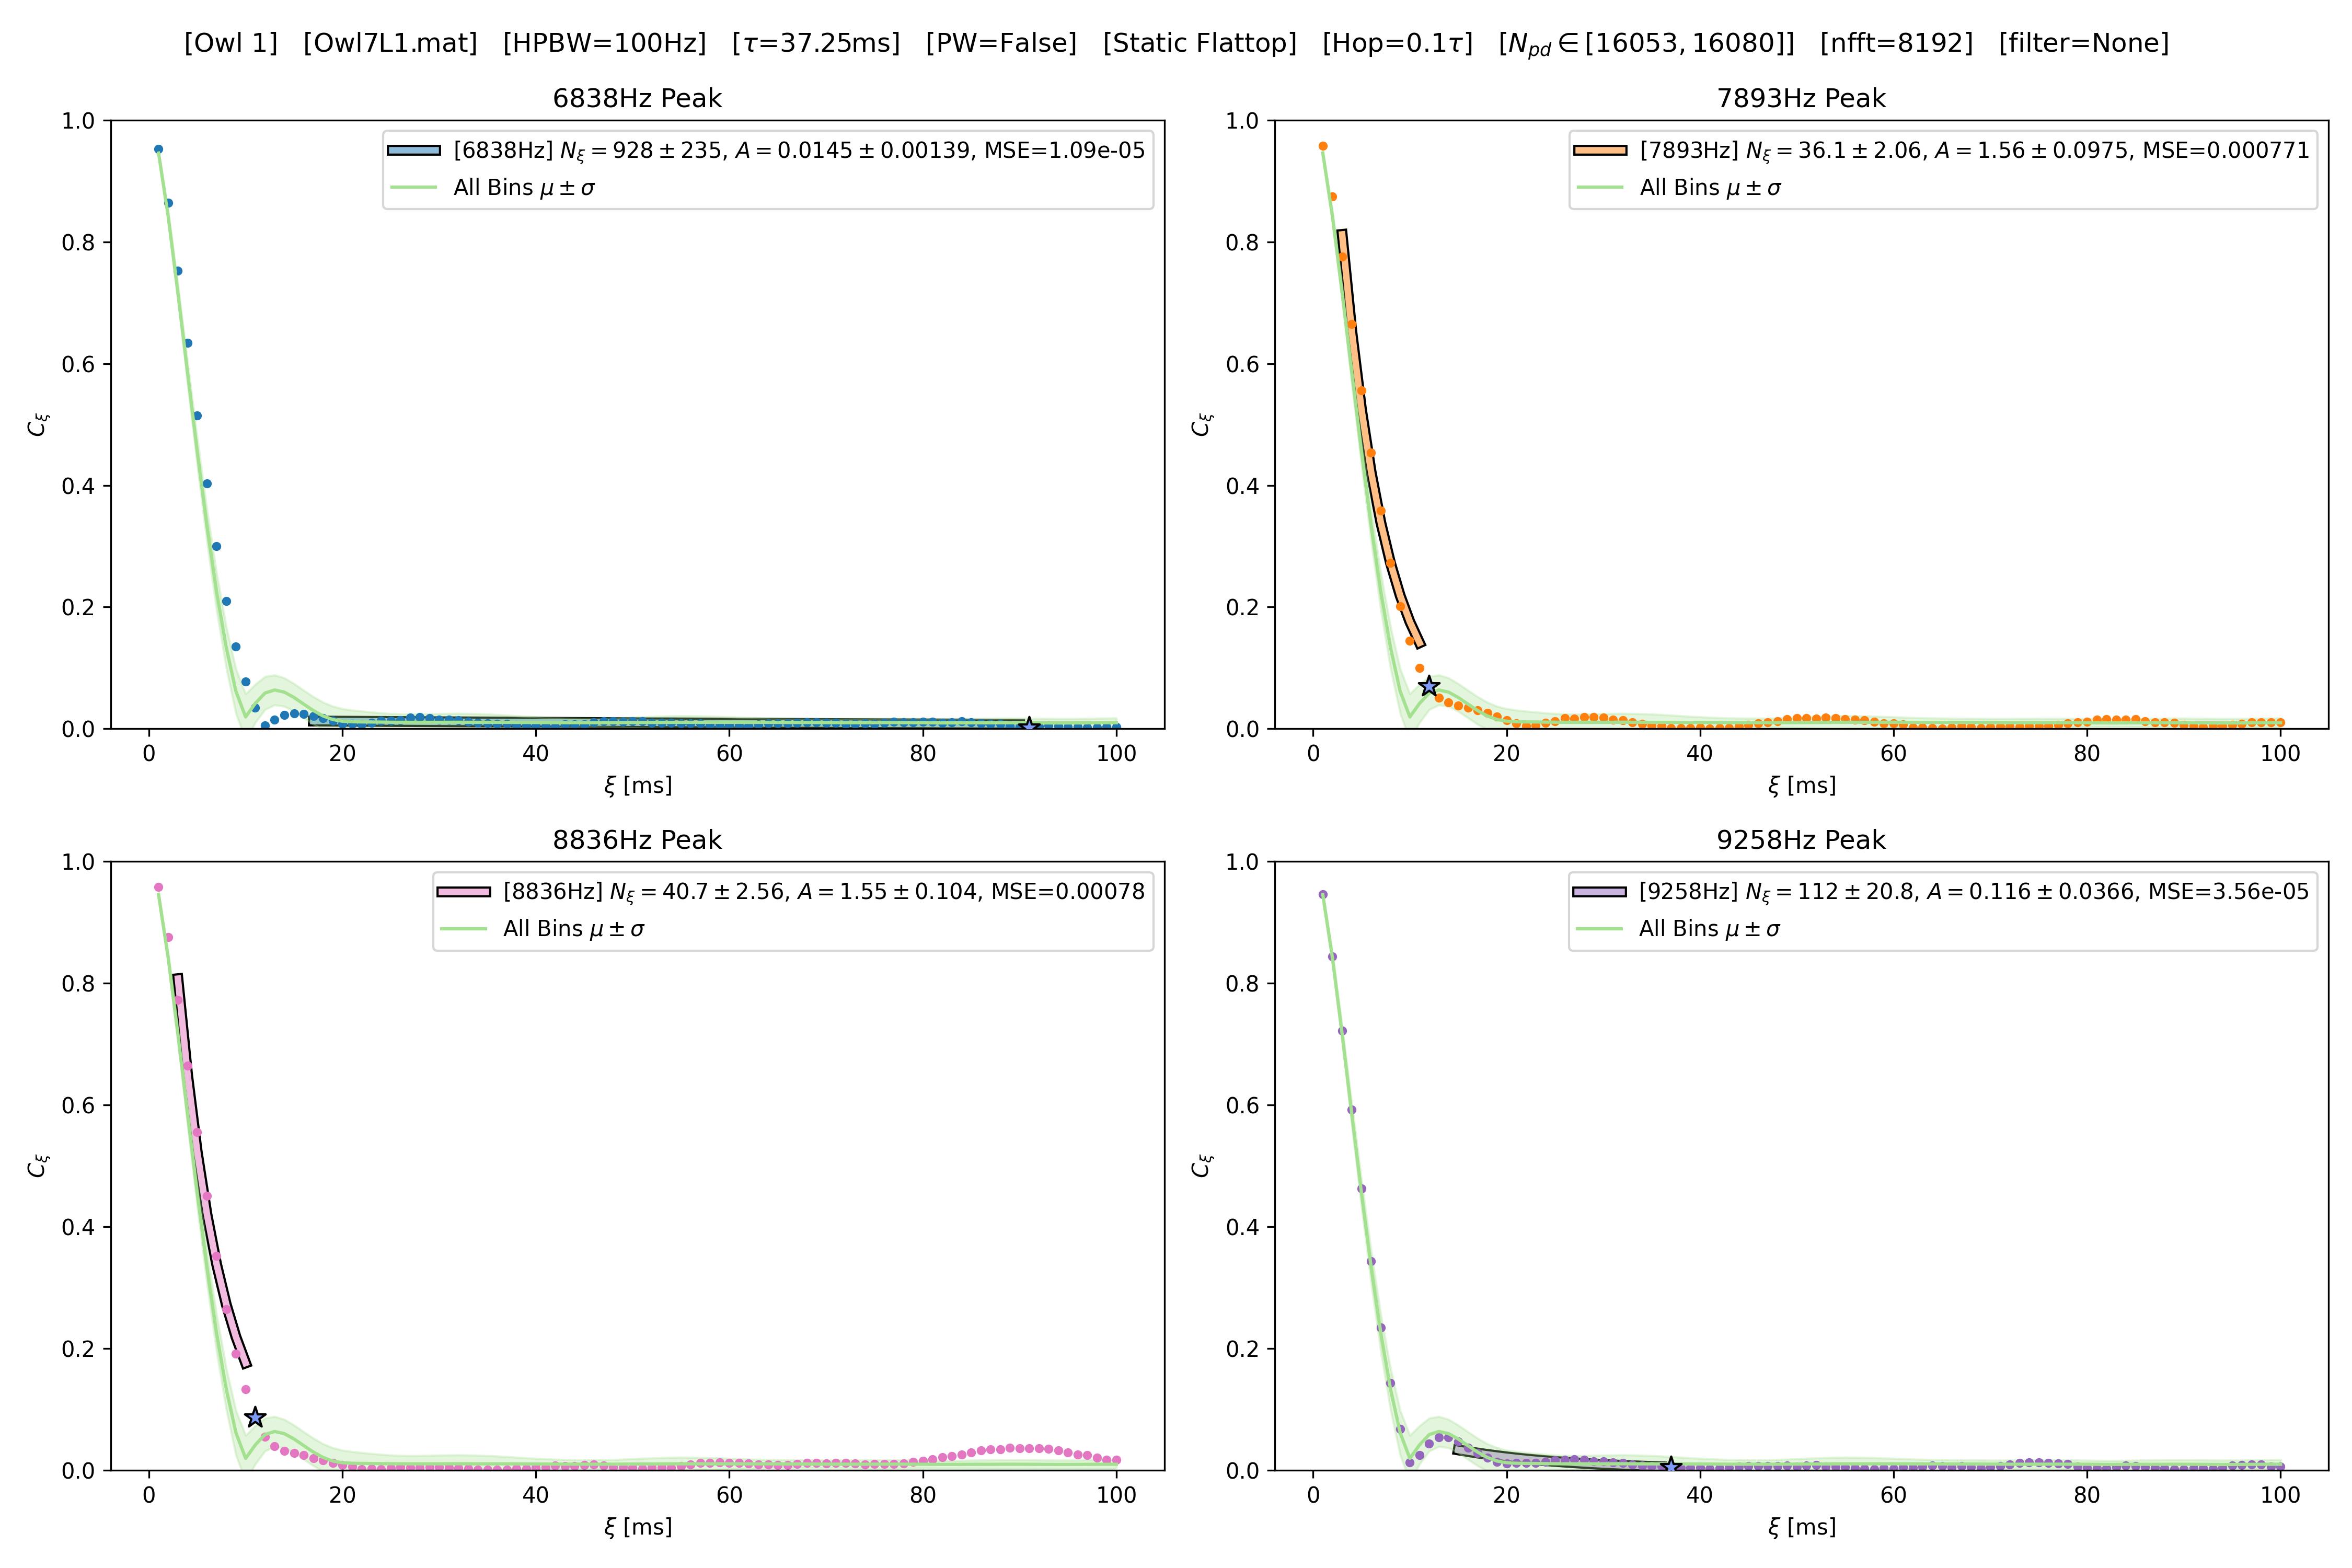 [Owl 1] [Owl7L1.mat] [HPBW=100Hz] [τ=37.25ms] [PW=False] [Static Flattop] [Hop=0.1τ] [N_pd ∈ [16053, 16080]] [nfft=8192] [filter=None]
6838Hz Peak
1.0
0.8
0.6
0.4
0.2
0.0
C_ξ
[6838Hz] N_ξ = 928 ± 235, A = 0.0145 ± 0.00139, MSE=1.09e-05
All Bins μ ± σ
0 20 40 60 80 100
ξ [ms]
7893Hz Peak
1.0
0.8
0.6
0.4
0.2
0.0
C_ξ
[7893Hz] N_ξ = 36.1 ± 2.06, A = 1.56 ± 0.0975, MSE=0.000771
All Bins μ ± σ
0 20 40 60 80 100
ξ [ms]
8836Hz Peak
1.0
0.8
0.6
0.4
0.2
0.0
C_ξ
[8836Hz] N_ξ = 40.7 ± 2.56, A = 1.55 ± 0.104, MSE=0.00078
All Bins μ ± σ
0 20 40 60 80 100
ξ [ms]
9258Hz Peak
1.0
0.8
0.6
0.4
0.2
0.0
C_ξ
[9258Hz] N_ξ = 112 ± 20.8, A = 0.116 ± 0.0366, MSE=3.56e-05
All Bins μ ± σ
0 20 40 60 80 100
ξ [ms]